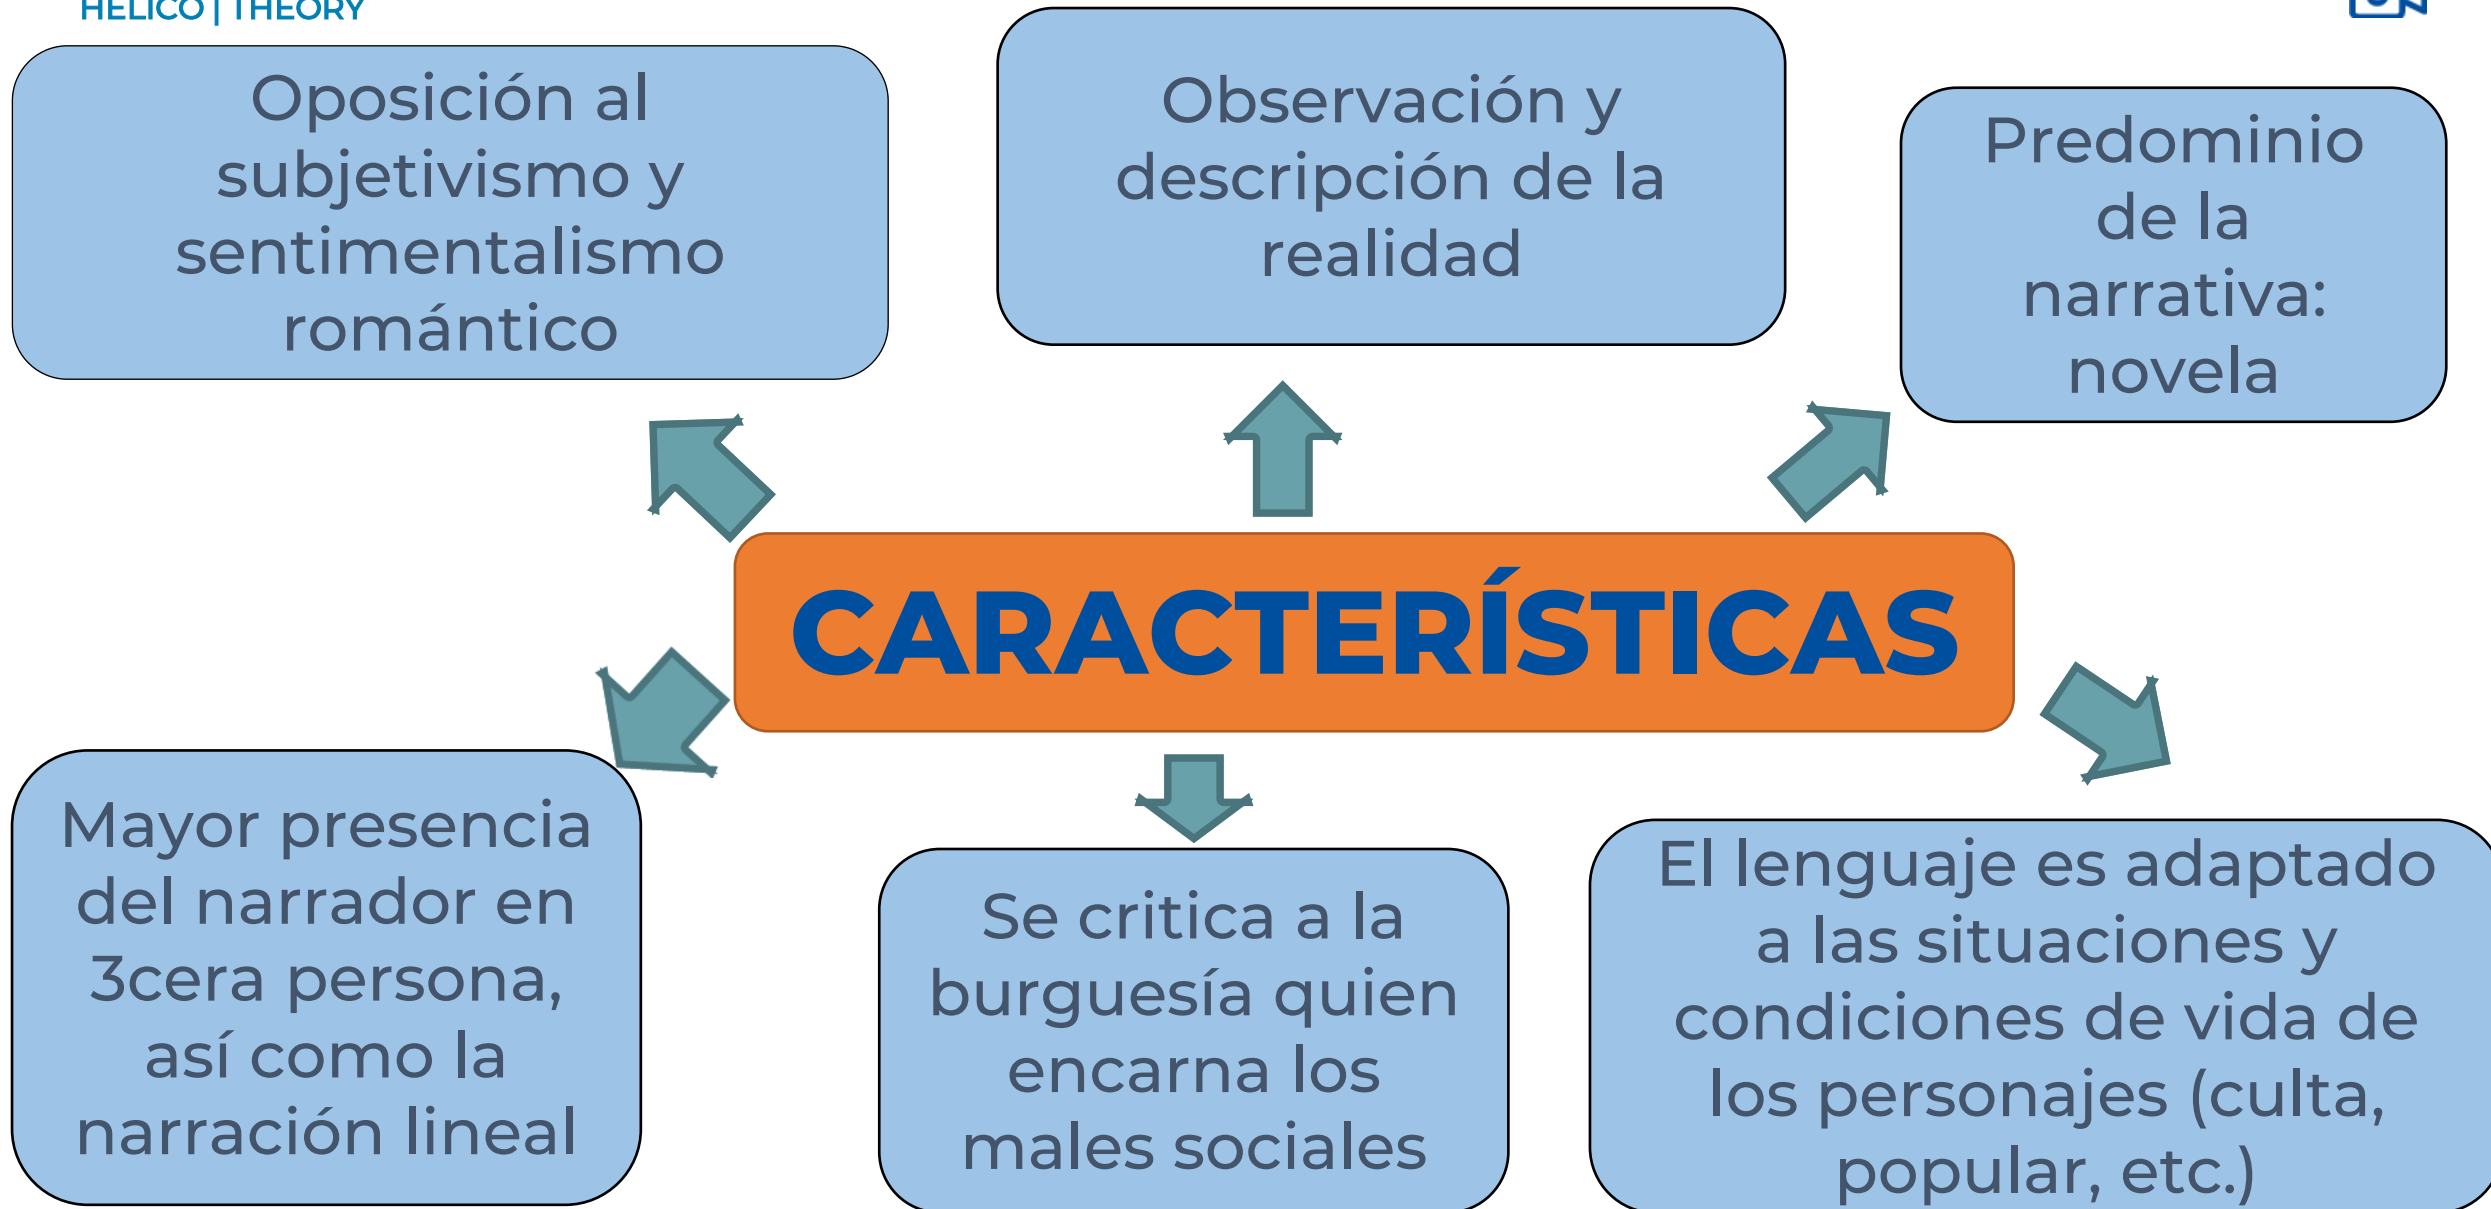 HELICO | THEORY
Oposición al
subjetivismo y
sentimentalismo
romántico
Observación y
descripción de la
realidad
Predominio
de la
narrativa:
novela
CARACTERÍSTICAS
Mayor presencia
del narrador en
3cera persona,
así como la
narración lineal
Se critica a la
burguesía quien
encarna los
males sociales
El lenguaje es adaptado
a las situaciones y
condiciones de vida de
los personajes (culta,
popular, etc.)